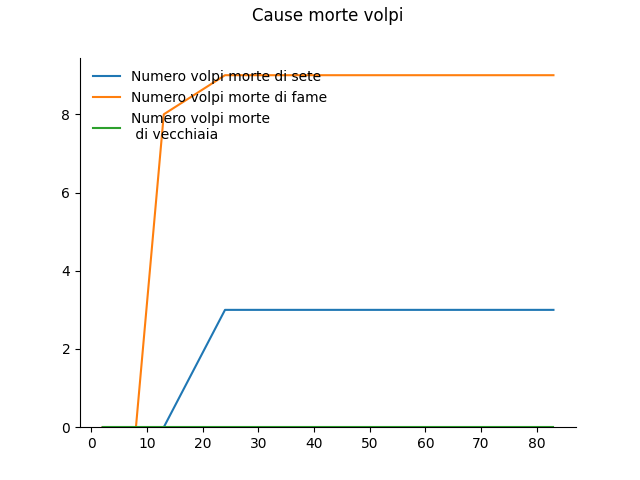 Cause morte volpi
Numero volpi morte di sete
Numero volpi morte di fame
Numero volpi morte
di vecchiaia
8
6
4
2
0
0 10 20 30 40 50 60 70 80